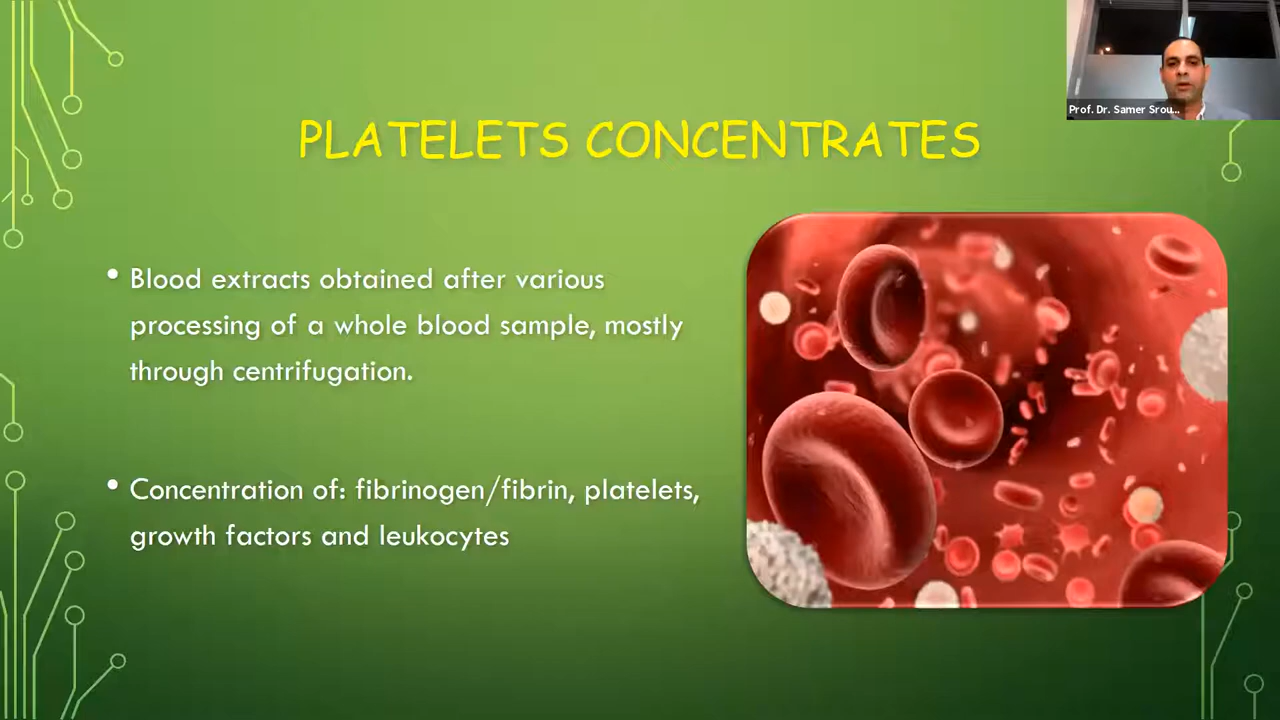 Prof. Dr. Samer Srou...
PLATELETS CONCENTRATES
• Blood extracts obtained after various
processing of a whole blood sample, mostly
through centrifugation.
• Concentration of: fibrinogen/fibrin, platelets,
growth factors and leukocytes